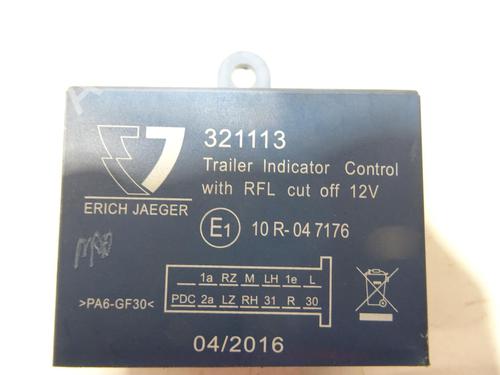 321113
Trailer Indicator Control
with RFL cut off 12V
ERICH JAEGER
E1 10 R-04 7176
1a RZ M LH 1e L
PDC 2a LZ RH 31 R 30
>PA6-GF30<
04/2016